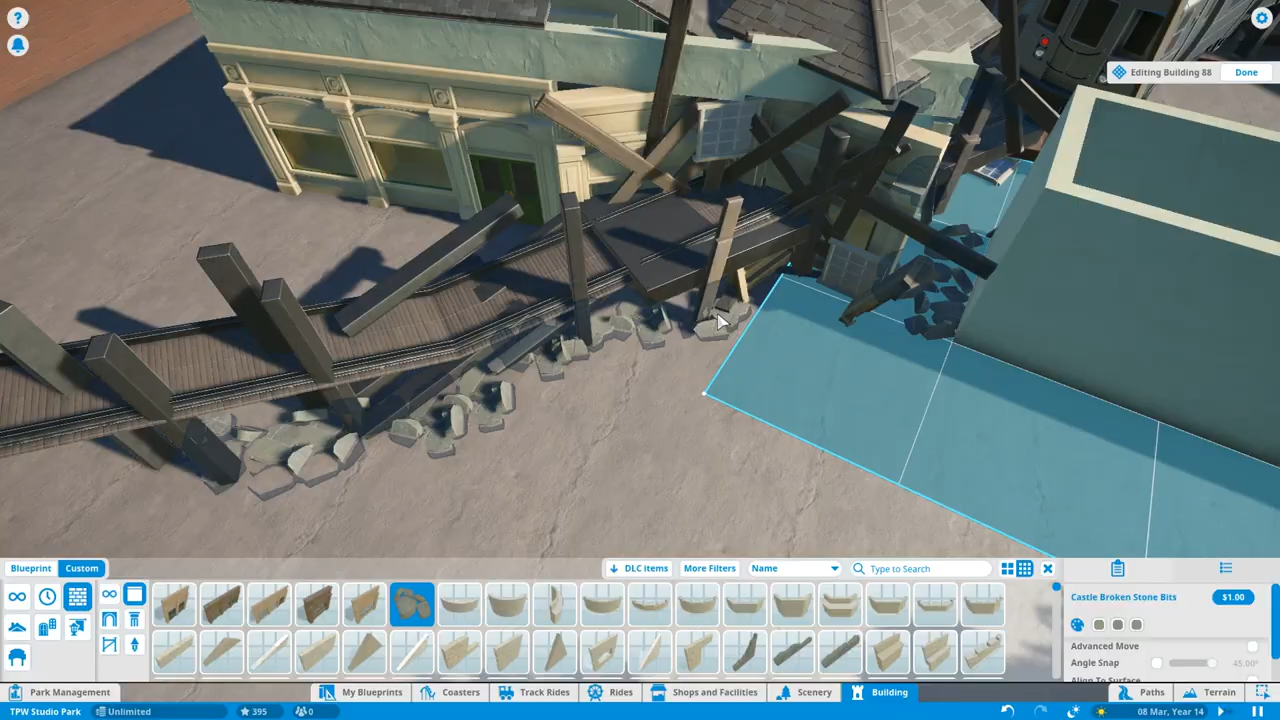 ?
Editing Building 88
Done
Blueprint
Custom
DLC items
More Filters
Name
Type to Search
Castle Broken Stone Bits
$1.00
Advanced Move
Angle Snap
45.00°
Park Management
My Blueprints
Coasters
Track Rides
Rides
Shops and Facilities
Scenery
Building
Paths
Terrain
TPW Studio Park
Unlimited
395
0
08 Mar, Year 14